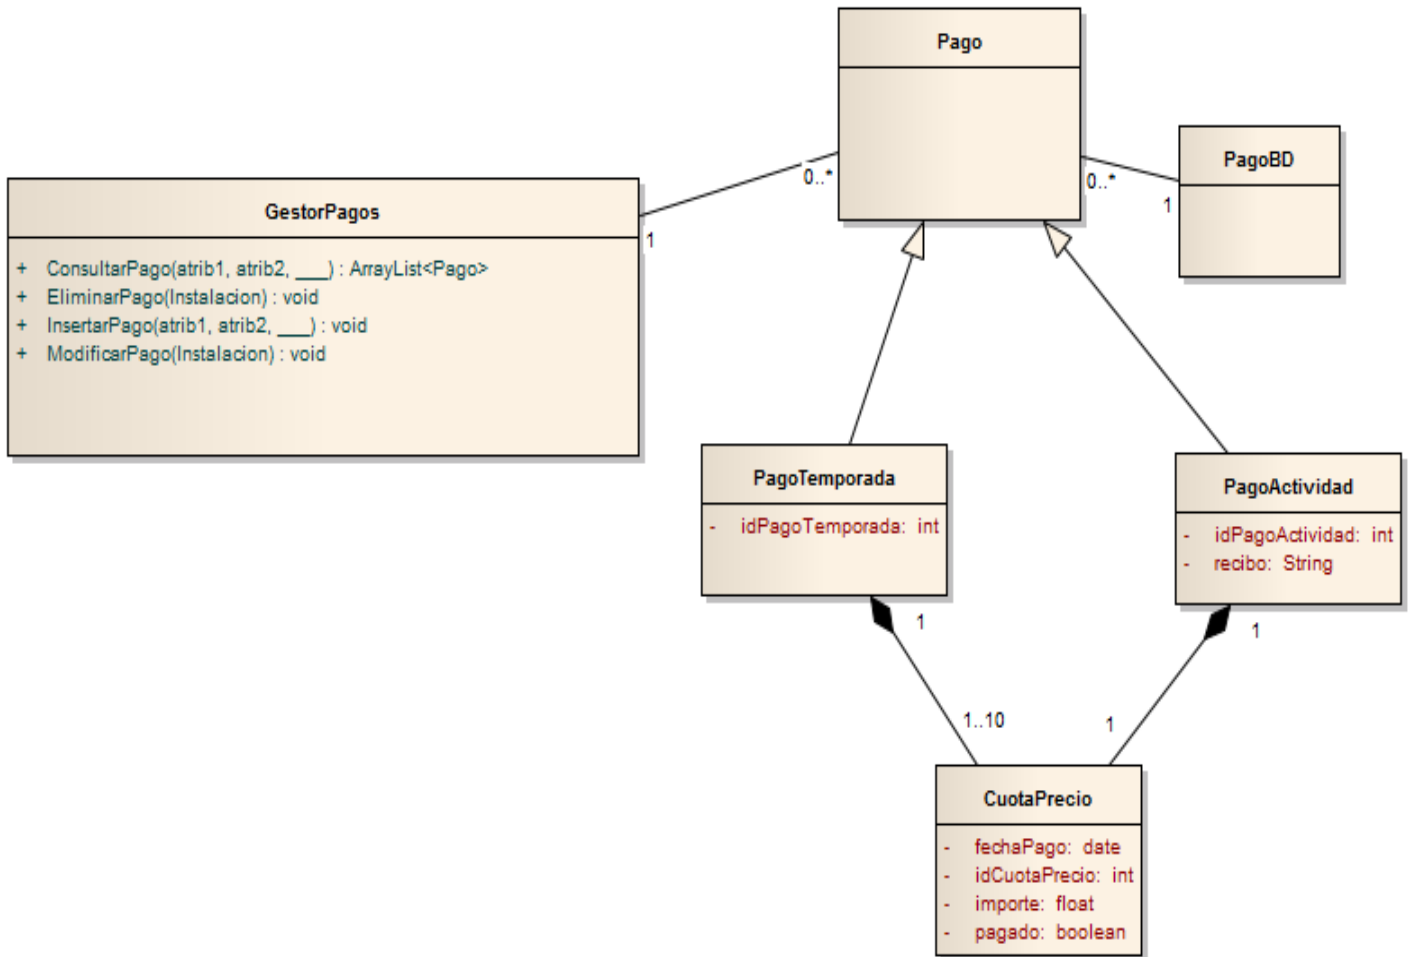 Pago
PagoBD
0..*
0..*
1
GestorPagos
1
+ ConsultarPago(atrib1, atrib2, ___) : ArrayList<Pago>
+ EliminarPago(Instalacion) : void
+ InsertarPago(atrib1, atrib2, ___) : void
+ ModificarPago(Instalacion) : void
PagoTemporada
- idPagoTemporada: int
PagoActividad
- idPagoActividad: int
- recibo: String
1
1
1..10
1
CuotaPrecio
- fechaPago: date
- idCuotaPrecio: int
- importe: float
- pagado: boolean